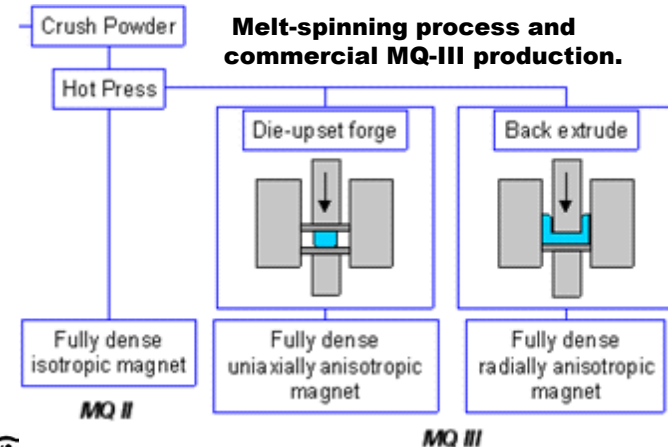 Crush Powder
Melt-spinning process and
commercial MQ-III production.
Hot Press
Die-upset forge
Back extrude
Fully dense
isotropic magnet
Fully dense
uniaxially anisotropic
magnet
Fully dense
radially anisotropic
magnet
MQ II
MQ III